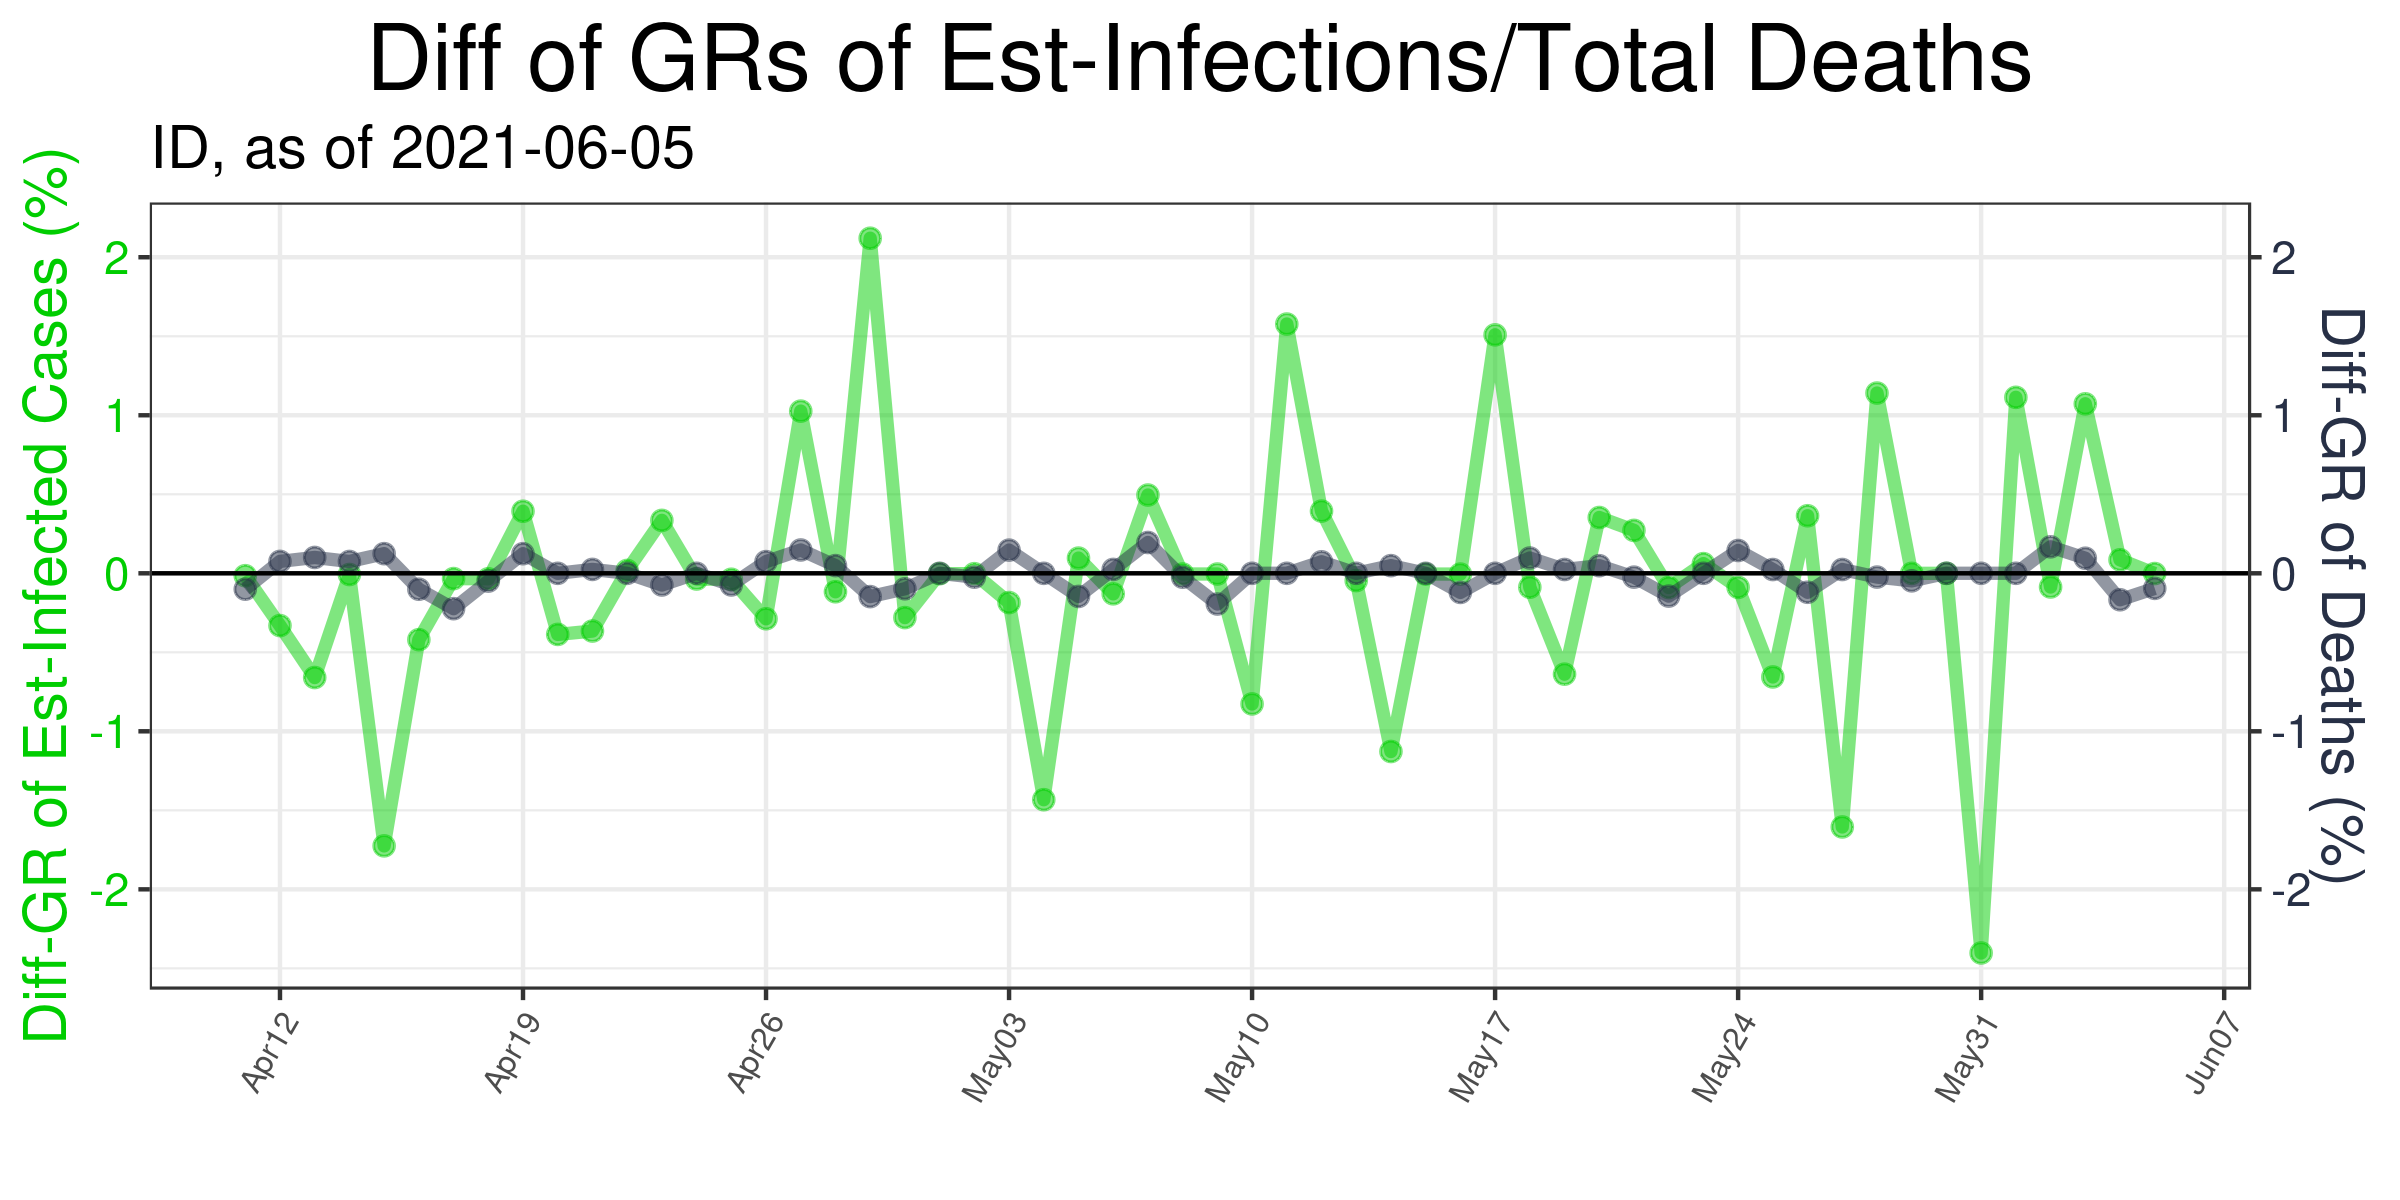 Diff of GRs of Est-Infections/Total Deaths
ID, as of 2021-06-05
Diff-GR of Est-Infected Cases (%)
2
1
0
-1
-2
2
1
0
-1
-2
Diff-GR of Deaths (%)
Apr12
Apr19
Apr26
May03
May10
May17
May24
May31
Jun07